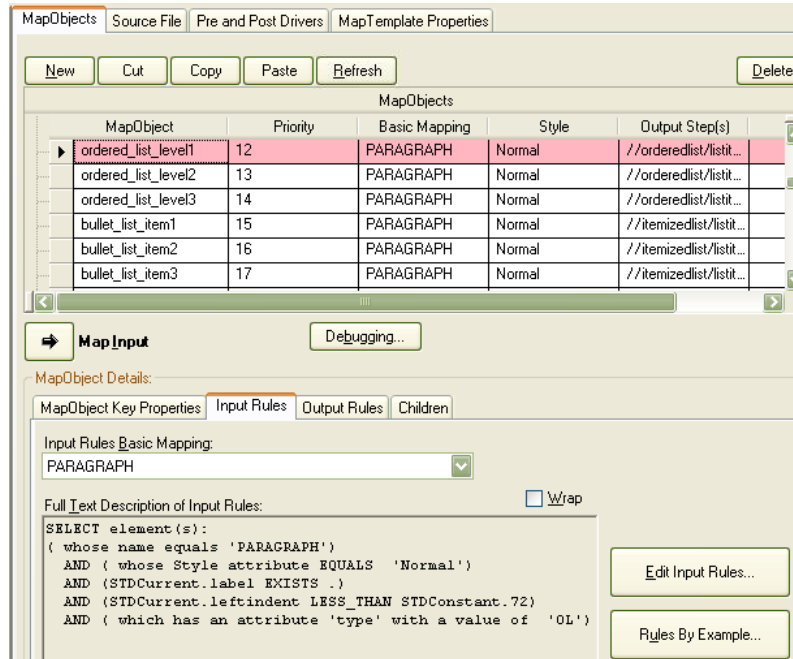 MapObjects Source File Pre and Post Drivers MapTemplate Properties
New Cut Copy Paste Refresh Delete
MapObjects
MapObject Priority Basic Mapping Style Output Step(s)
ordered_list_level1 12 PARAGRAPH Normal //orderedlist/listit...
ordered_list_level2 13 PARAGRAPH Normal //orderedlist/listit...
ordered_list_level3 14 PARAGRAPH Normal //orderedlist/listit...
bullet_list_item1 15 PARAGRAPH Normal //itemizedlist/listit...
bullet_list_item2 16 PARAGRAPH Normal //itemizedlist/listit...
bullet_list_item3 17 PARAGRAPH Normal //itemizedlist/listit...
Map Input Debugging...
MapObject Details:
MapObject Key Properties Input Rules Output Rules Children
Input Rules Basic Mapping:
PARAGRAPH
Full Text Description of Input Rules: Wrap
SELECT element(s):
( whose name equals 'PARAGRAPH')
AND ( whose Style attribute EQUALS 'Normal')
AND (STDCurrent.label EXISTS .)
AND (STDCurrent.leftindent LESS_THAN STDConstant.72)
AND ( which has an attribute 'type' with a value of 'OL')
Edit Input Rules...
Rules By Example...